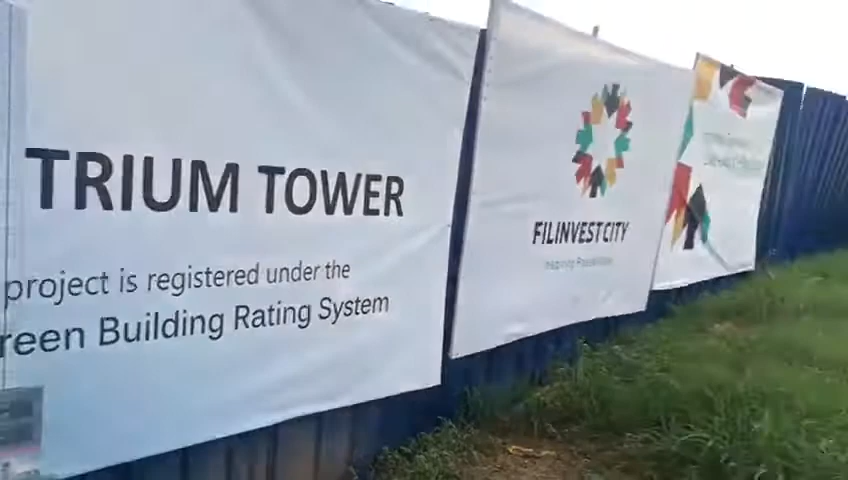 TRIUM TOWER
project is registered under the
reen Building Rating System
FILINVEST CITY